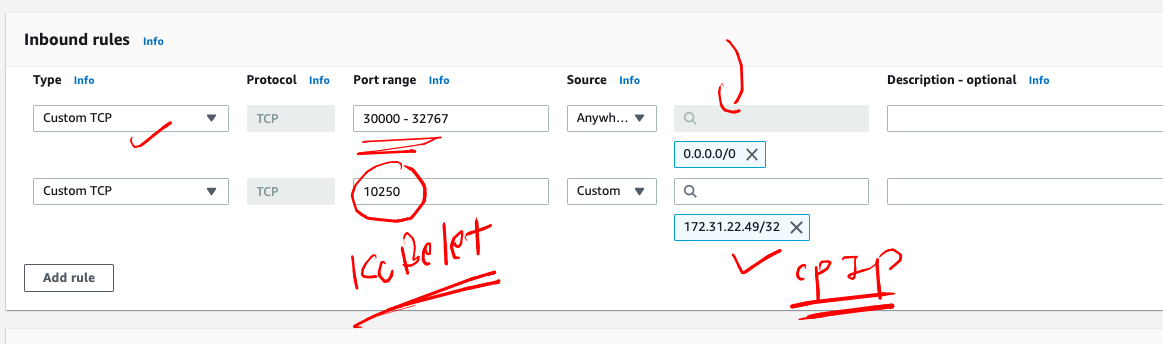 Inbound rules Info
Type Info Protocol Info Port range Info Source Info Description - optional Info
Custom TCP TCP 30000 - 32767 Anywh...
0.0.0.0/0
Custom TCP TCP 10250 Custom
172.31.22.49/32
KuBelet
CP IP
Add rule